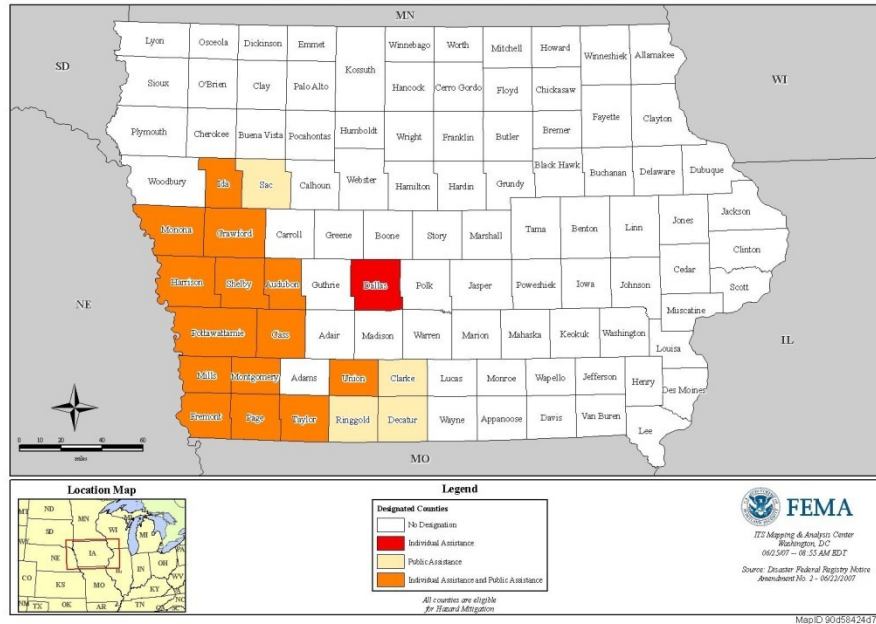 MN
SD
WI
NE
IL
MO
Lyon Osceola Dickinson Emmet Winnebago Worth Mitchell Howard Winneshiek Allamakee
Kossuth
Sioux O'Brien Clay Palo Alto Hancock Cerro Gordo Floyd Chickasaw
Fayette Clayton
Plymouth Cherokee Buena Vista Pocahontas Humboldt Wright Franklin Butler Bremer
Black Hawk
Woodbury Ida Sac Calhoun Webster Hamilton Hardin Grundy Buchanan Delaware Dubuque
Monona Crawford Carroll Greene Boone Story Marshall Tama Benton Linn Jones Jackson
Clinton
Harrison Shelby Audubon Guthrie Dallas Polk Jasper Poweshiek Iowa Johnson Cedar Scott
Muscatine
Pottawattamie Cass Adair Madison Warren Marion Mahaska Keokuk Washington Louisa
Mills Montgomery Adams Union Clarke Lucas Monroe Wapello Jefferson Henry Des Moines
Fremont Page Taylor Ringgold Decatur Wayne Appanoose Davis Van Buren Lee
0 10 20 40 60
miles
Location Map
MT ND MN WI MI
SD
WY NE IA IL IN OH PA
CO KS MO KY WV VA
NM TX OK AR TN NC
Legend
Designated Counties
No Designation
Individual Assistance
Public Assistance
Individual Assistance and Public Assistance
All counties are eligible
for Hazard Mitigation
FEMA
ITS Mapping & Analysis Center
Washington, DC
06/25/07 -- 08:55 AM EDT
Source: Disaster Federal Registry Notice
Amendment No. 2 - 06/22/2007
MapID 90d58424d7